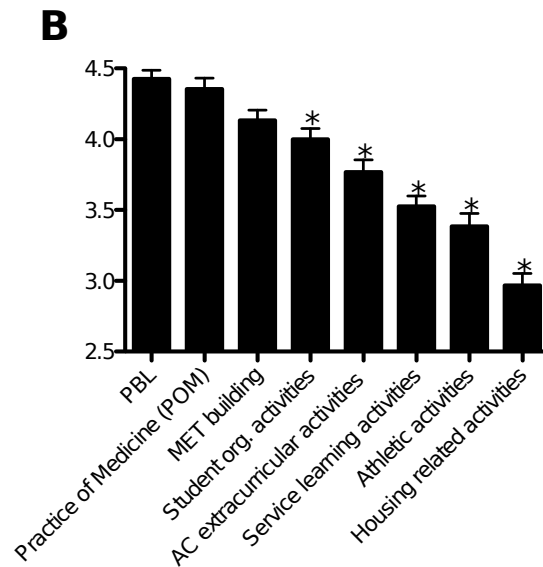 B
4.5
4.0
3.5
3.0
2.5
*
*
*
*
*
PBL
Practice of Medicine (POM)
MET building
Student org. activities
AC extracurricular activities
Service learning activities
Athletic activities
Housing related activities